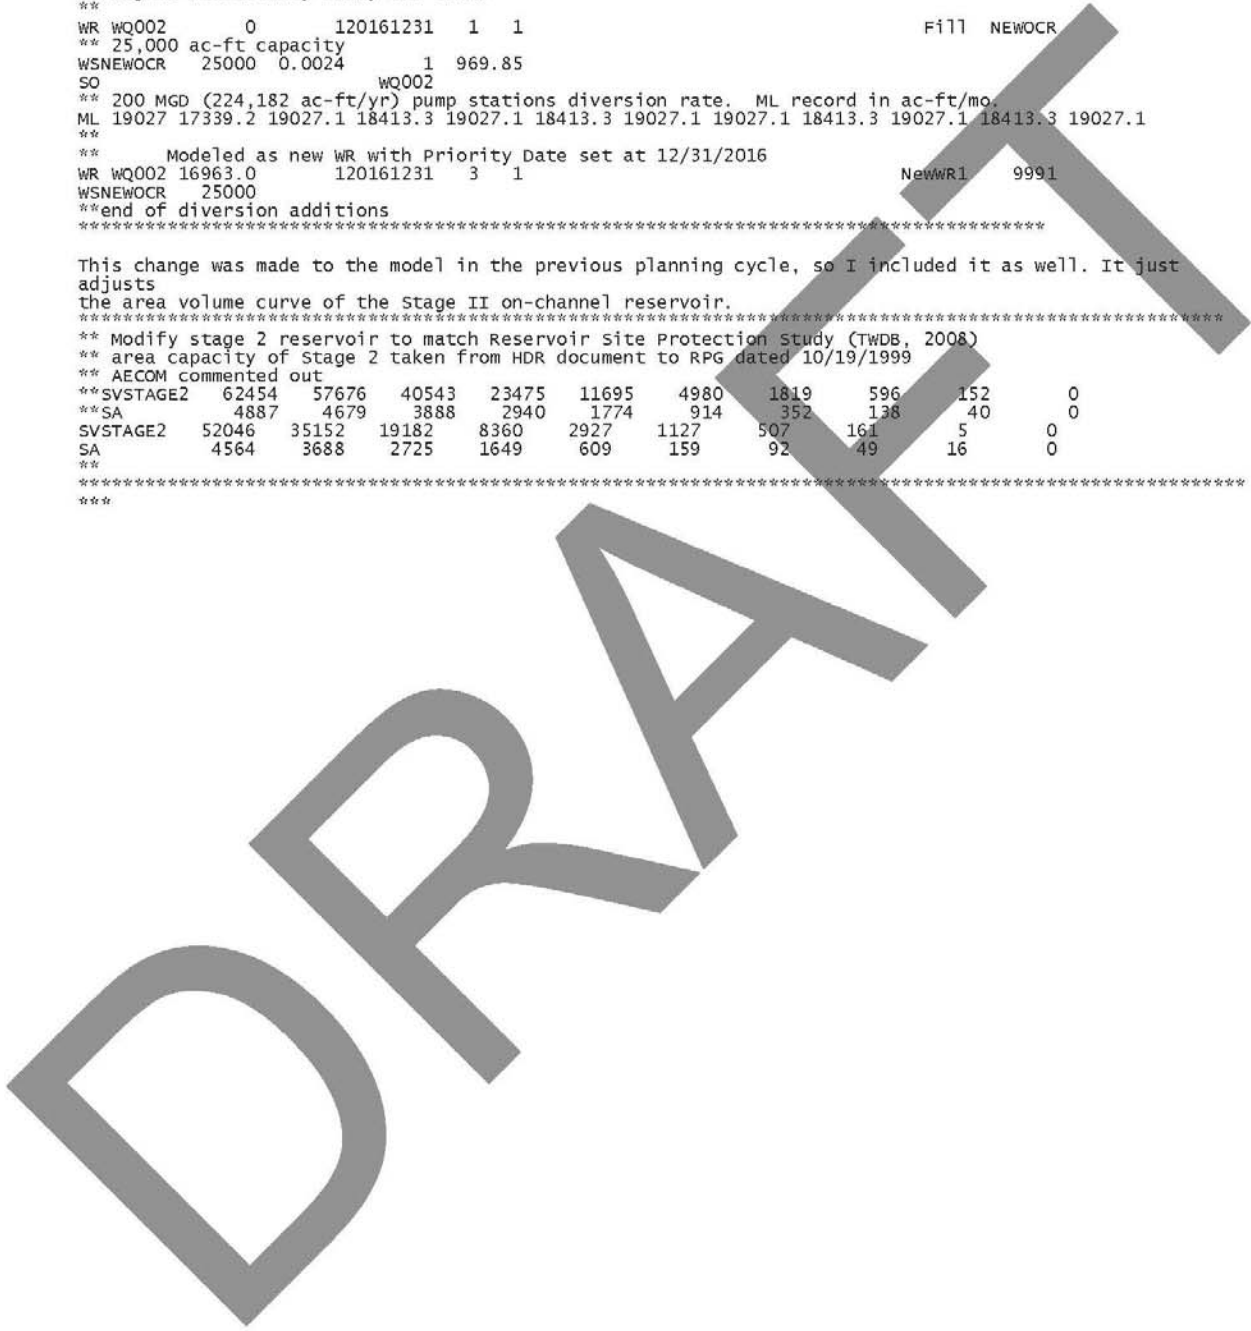 **
WR WQ002 0 120161231 1 1 Fill NEWOCR
** 25,000 ac-ft capacity
WSNEWOCR 25000 0.0024 1 969.85
SO WQ002
** 200 MGD (224,182 ac-ft/yr) pump stations diversion rate. ML record in ac-ft/mo.
ML 19027 17339.2 19027.1 18413.3 19027.1 18413.3 19027.1 19027.1 18413.3 19027.1 18413.3 19027.1
**
** Modeled as new WR with Priority Date set at 12/31/2016
WR WQ002 16963.0 120161231 3 1 NewWR1 9991
WSNEWOCR 25000
**end of diversion additions
***************************************************************************************
This change was made to the model in the previous planning cycle, so I included it as well. It just
adjusts
the area volume curve of the Stage II on-channel reservoir.
*******************************************************************************************************
** Modify stage 2 reservoir to match Reservoir Site Protection Study (TWDB, 2008)
** area capacity of Stage 2 taken from HDR document to RPG dated 10/19/1999
** AECOM commented out
**SVSTAGE2 62454 57676 40543 23475 11695 4980 1819 596 152 0
**SA 4887 4679 3888 2940 1774 914 352 138 40 0
SVSTAGE2 52046 35152 19182 8360 2927 1127 507 161 5 0
SA 4564 3688 2725 1649 609 159 92 49 16 0
**
*********************************************************************************************************
***
DRAFT